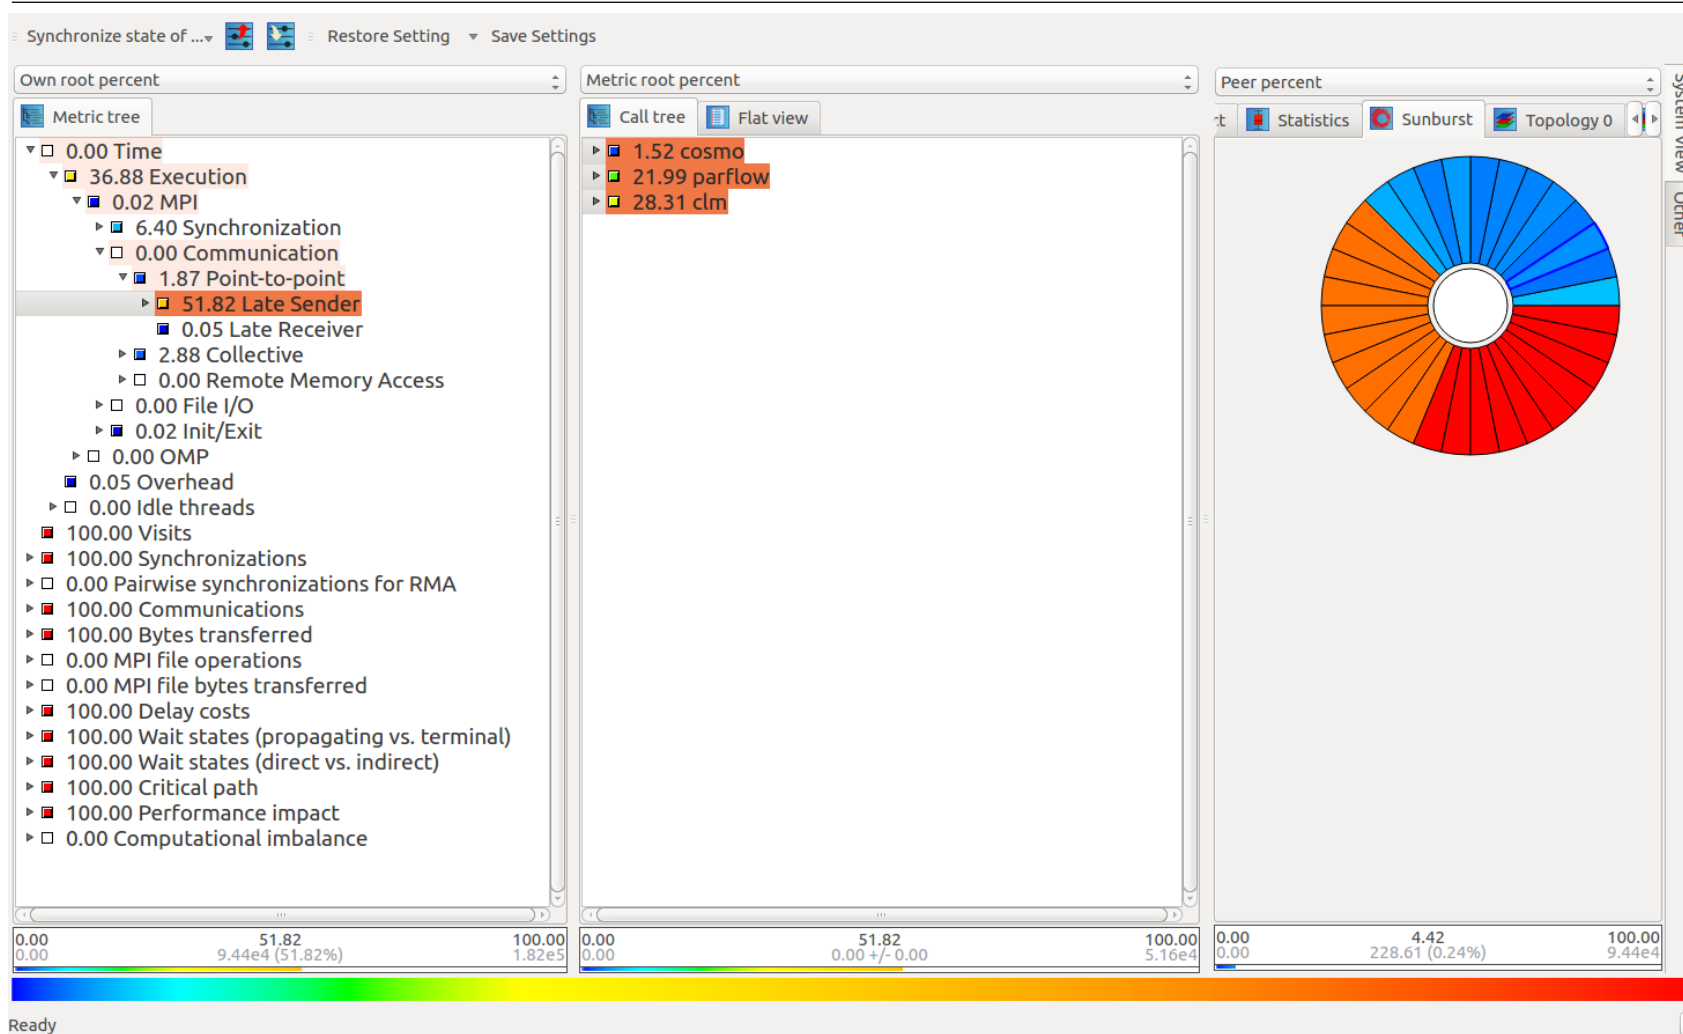 Synchronize state of ... Restore Setting Save Settings
Own root percent
Metric tree
0.00 Time
36.88 Execution
0.02 MPI
6.40 Synchronization
0.00 Communication
1.87 Point-to-point
51.82 Late Sender
0.05 Late Receiver
2.88 Collective
0.00 Remote Memory Access
0.00 File I/O
0.02 Init/Exit
0.00 OMP
0.05 Overhead
0.00 Idle threads
100.00 Visits
100.00 Synchronizations
0.00 Pairwise synchronizations for RMA
100.00 Communications
100.00 Bytes transferred
0.00 MPI file operations
0.00 MPI file bytes transferred
100.00 Delay costs
100.00 Wait states (propagating vs. terminal)
100.00 Wait states (direct vs. indirect)
100.00 Critical path
100.00 Performance impact
0.00 Computational imbalance
0.00 51.82 100.00
0.00 9.44e4 (51.82%) 1.82e5
Metric root percent
Call tree Flat view
1.52 cosmo
21.99 parflow
28.31 clm
0.00 51.82 100.00
0.00 0.00 +/- 0.00 5.16e4
Peer percent
:t Statistics Sunburst Topology 0
0.00 4.42 100.00
0.00 228.61 (0.24%) 9.44e4
System View
Other
Ready